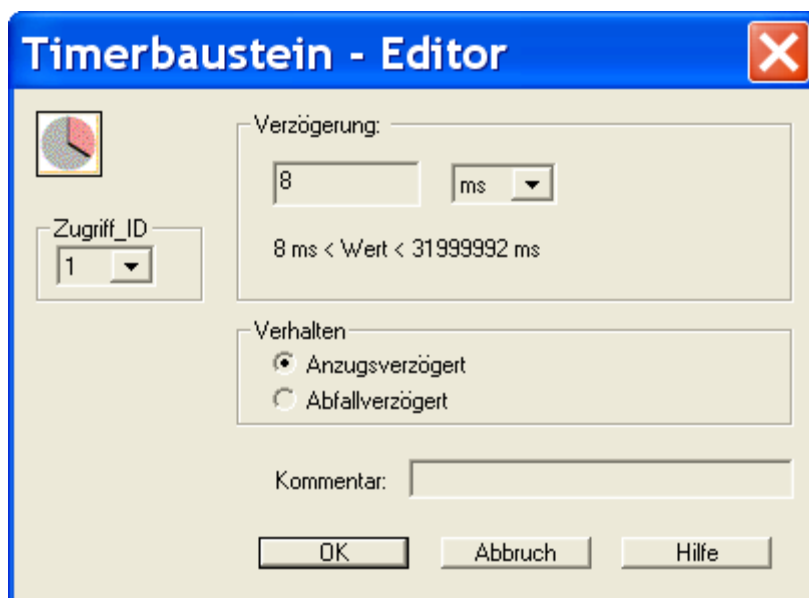 Timerbaustein - Editor
Verzögerung:
8 ms
Zugriff_ID
1
8 ms < Wert < 31999992 ms
Verhalten
Anzugsverzögert
Abfallverzögert
Kommentar:
OK Abbruch Hilfe